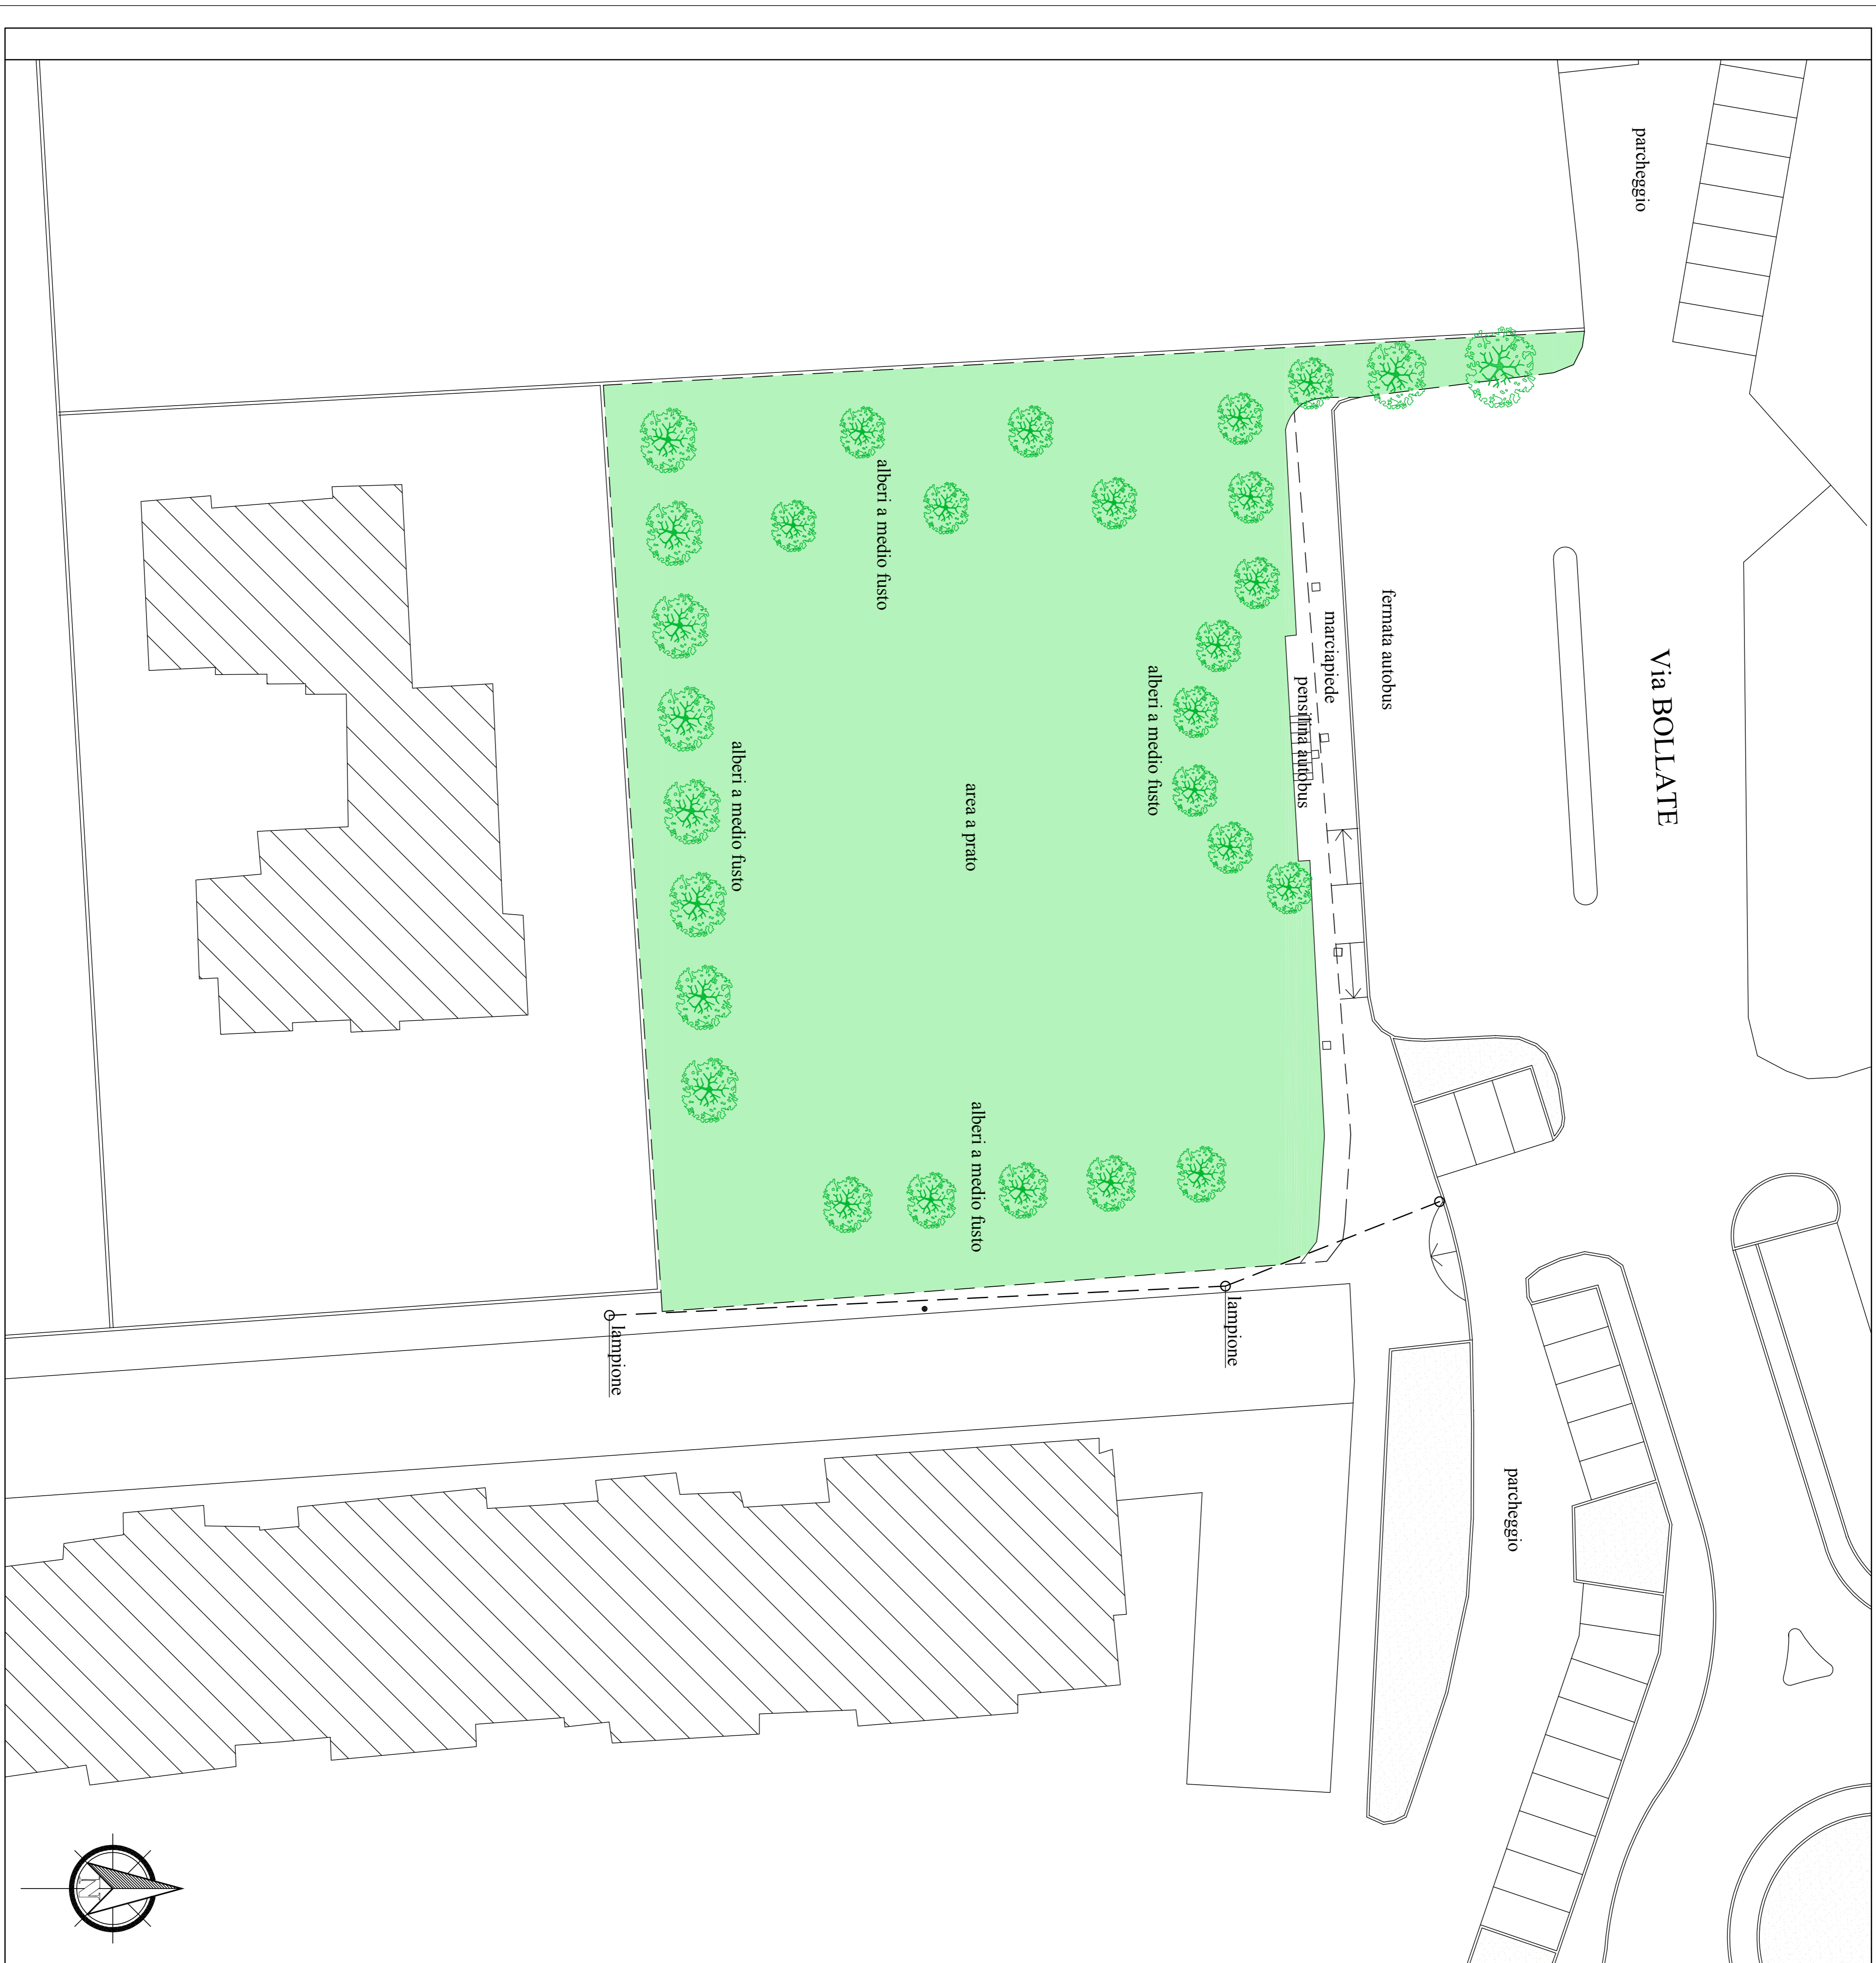 parcheggio
Via BOLLATE
fermata autobus
marciapiede
pensilina autobus
alberi a medio fusto
area a prato
alberi a medio fusto
alberi a medio fusto
alberi a medio fusto
lampione
lampione
parcheggio
N